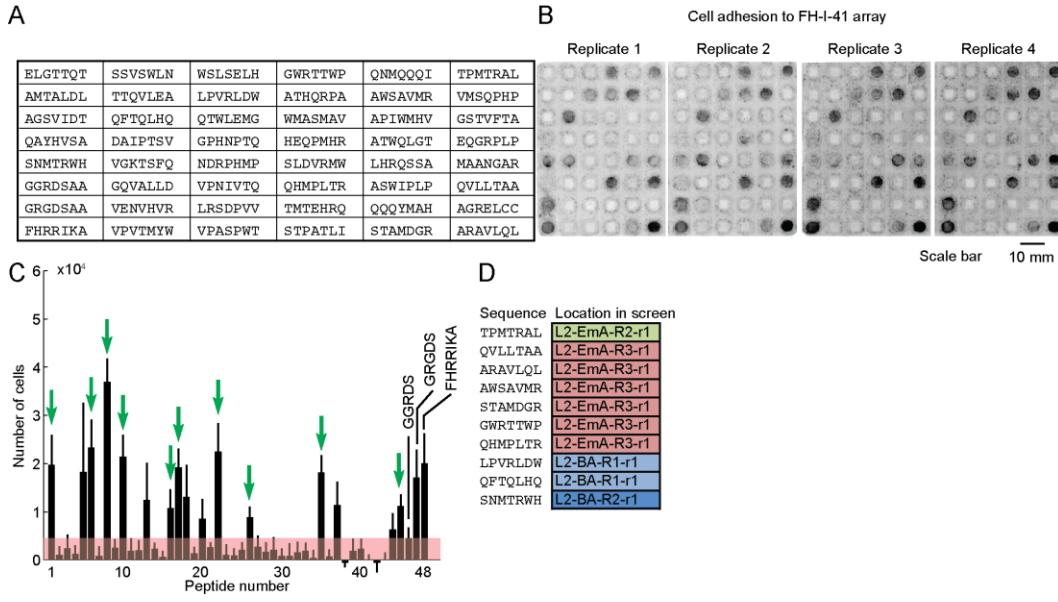 A
ELGTTQT SSVSWLN WSLSELH GWRTTWP QNMQQQI TPMTRAL
AMTALDL TTQVLEA LPVRLDW ATHQRPA AWSAVMR VMSQPHP
AGSVIDT QFTQLHQ QTWLEMG WMASMAV APIWMHV GSTVFTA
QAYHVSA DAIPTSV GPHNPTQ HEQPMHR ATWQLGT EQGRPLP
SNMTRWH VGKTSFQ NDRPHMP SLDVRMW LHRQSSA MAANGAR
GGRDSAA GQVALLD VPNIVTQ QHMPLTR ASWIPLP QVLLTAA
GRGDSAA VENVHVR LRSDPVV TMTEHRQ QQQYMAH AGRELCC
FHRRIKA VPVTMYW VPASPWT STPATLI STAMDGR ARAVLQL
B
Cell adhesion to FH-I-41 array
Replicate 1 Replicate 2 Replicate 3 Replicate 4
Scale bar 10 mm
C
x10⁴
6
5
4
3
2
1
0
Number of cells
GGRDS
GRGDS
FHRRIKA
1 10 20 30 40 48
Peptide number
D
Sequence Location in screen
TPMTRAL L2-EmA-R2-r1
QVLLTAA L2-EmA-R3-r1
ARAVLQL L2-EmA-R3-r1
AWSAVMR L2-EmA-R3-r1
STAMDGR L2-EmA-R3-r1
GWRTTWP L2-EmA-R3-r1
QHMPLTR L2-EmA-R3-r1
LPVRLDW L2-BA-R1-r1
QFTQLHQ L2-BA-R1-r1
SNMTRWH L2-BA-R2-r1